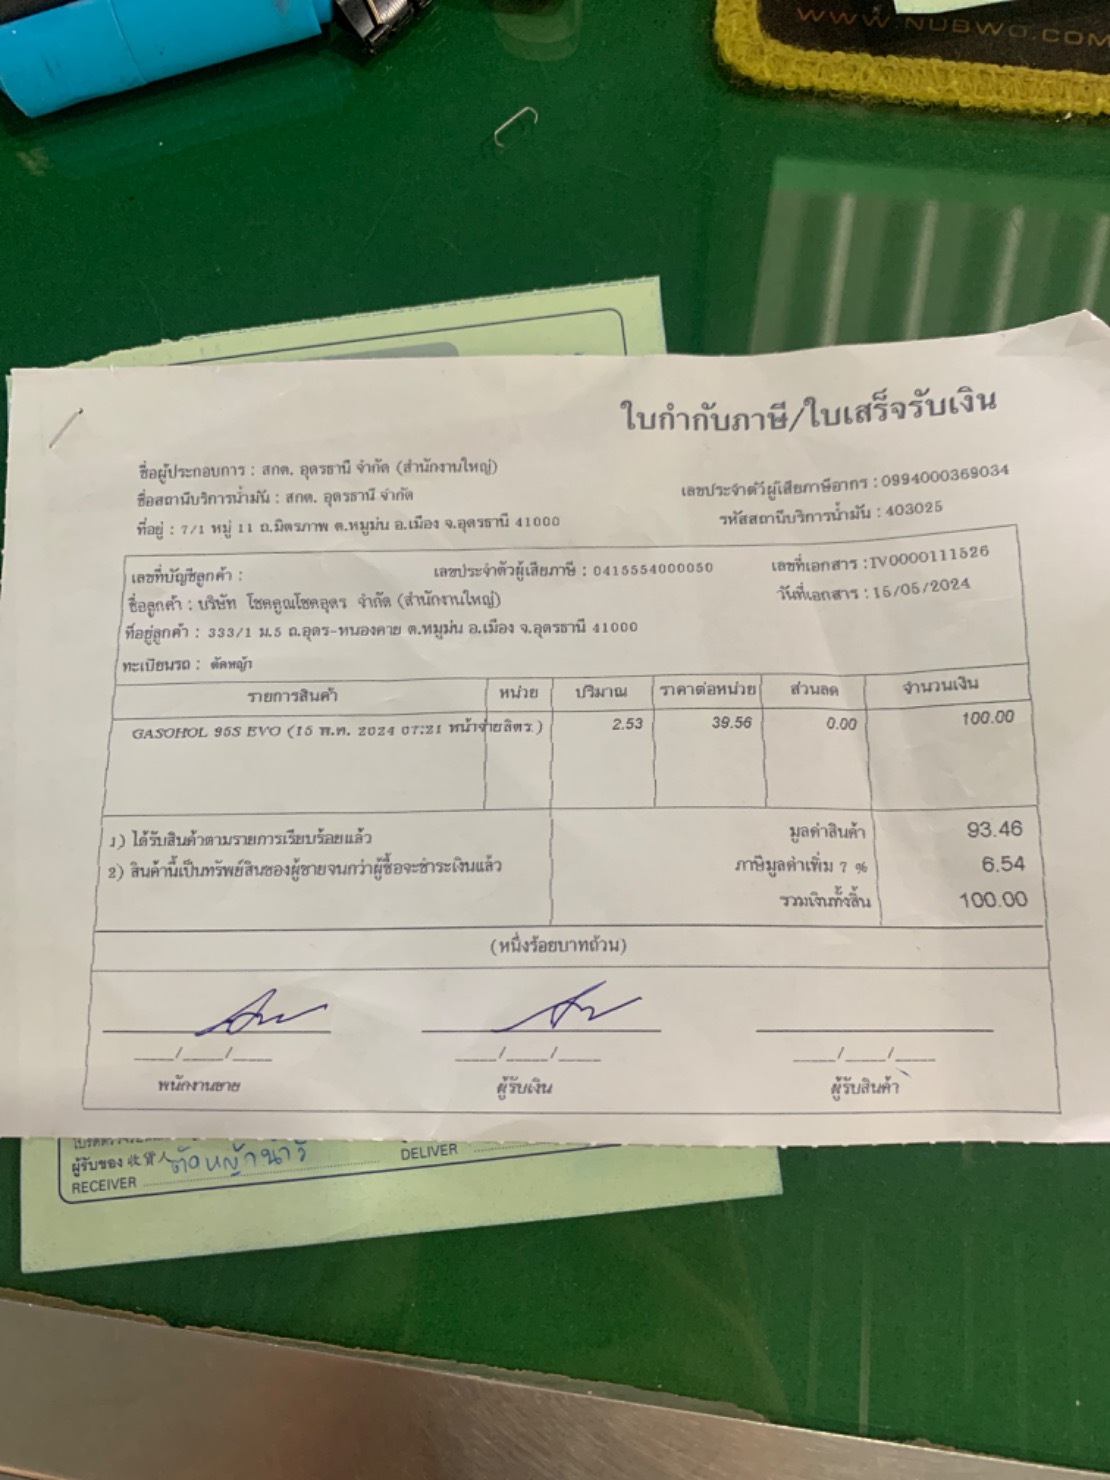 WWW.NUBWO.COM
ใบกำกับภาษี/ใบเสร็จรับเงิน
ชื่อผู้ประกอบการ : สกต. อุดรธานี จำกัด (สำนักงานใหญ่)
เลขประจำตัวผู้เสียภาษีอากร : 0994000369034
ชื่อสถานีบริการน้ำมัน : สกต. อุดรธานี จำกัด
รหัสสถานีบริการน้ำมัน : 403025
ที่อยู่ : 7/1 หมู่ 11 ถ.มิตรภาพ ต.หมูม่น อ.เมือง จ.อุดรธานี 41000
เลขที่บัญชีลูกค้า : เลขประจำตัวผู้เสียภาษี : 0415554000050 เลขที่เอกสาร : IV0000111526
ชื่อลูกค้า : บริษัท โชคคูณโชคอุดร จำกัด (สำนักงานใหญ่) วันที่เอกสาร : 15/05/2024
ที่อยู่ลูกค้า : 333/1 ม.5 ถ.อุดร-หนองคาย ต.หมูม่น อ.เมือง จ.อุดรธานี 41000
ทะเบียนรถ : ตัดหญ้า
รายการสินค้า หน่วย ปริมาณ ราคาต่อหน่วย ส่วนลด จำนวนเงิน
GASOHOL 95S EVO (15 พ.ค. 2024 07:21 หน้าจ่ายลิตร ) 2.53 39.56 0.00 100.00
1) ได้รับสินค้าตามรายการเรียบร้อยแล้ว มูลค่าสินค้า 93.46
2) สินค้านี้เป็นทรัพย์สินของผู้ขายจนกว่าผู้ซื้อจะชำระเงินแล้ว ภาษีมูลค่าเพิ่ม 7 % 6.54
รวมเงินทั้งสิ้น 100.00
(หนึ่งร้อยบาทถ้วน)
____/____/____ ____/____/____ ____/____/____
พนักงานขาย ผู้รับเงิน ผู้รับสินค้า
ผู้รับของ 收貨人 ตัดหญ้า
RECEIVER DELIVER